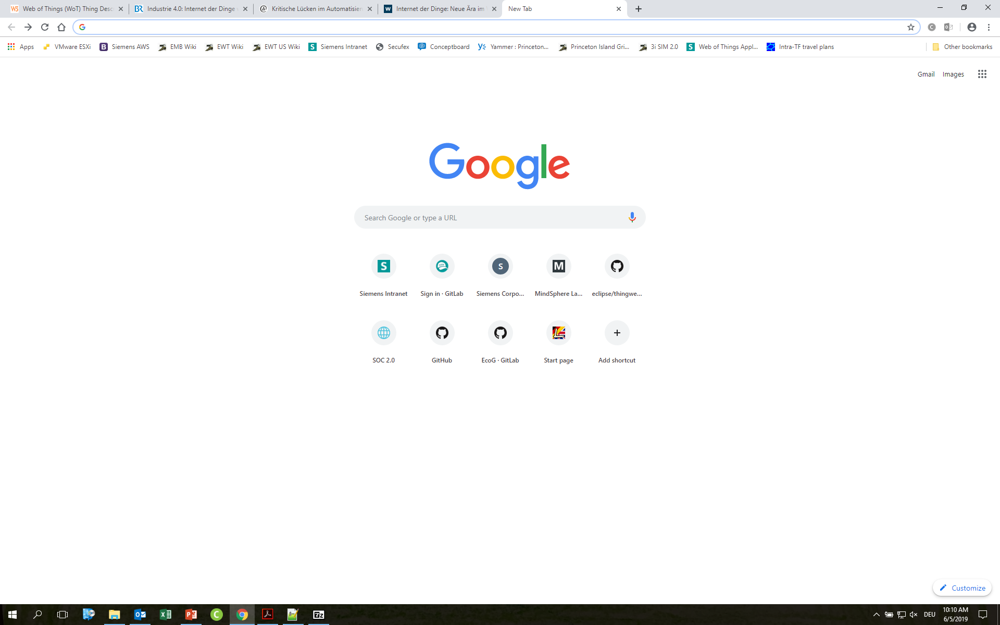 Web of Things (WoT) Thing Desc
Industrie 4.0: Internet der Dinge
Kritische Lücken im Automatisier
Internet der Dinge: Neue Ära im
New Tab
Apps
VMware ESXi
Siemens AWS
EMB Wiki
EWT Wiki
EWT US Wiki
Siemens Intranet
Secufex
Conceptboard
Yammer : Princeton...
Princeton Island Gri...
3i SIM 2.0
Web of Things Appl...
Intra-TF travel plans
Other bookmarks
Gmail Images
Google
Search Google or type a URL
Siemens Intranet
Sign in · GitLab
Siemens Corpo...
MindSphere La...
eclipse/thingwe...
SOC 2.0
GitHub
EcoG · GitLab
Start page
Add shortcut
Customize
DEU
10:10 AM
6/5/2019